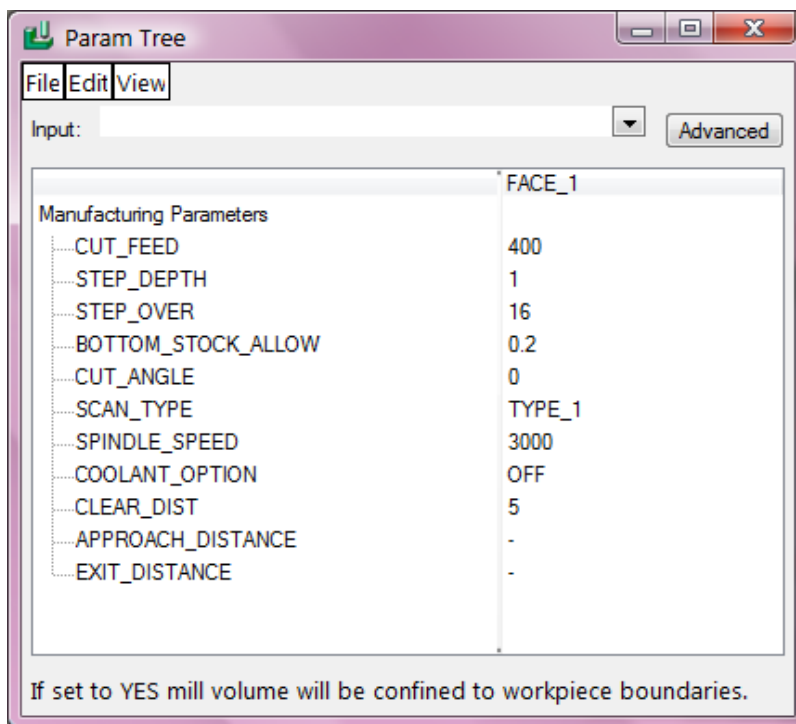 Param Tree
File Edit View
Input: Advanced
FACE_1
Manufacturing Parameters
CUT_FEED 400
STEP_DEPTH 1
STEP_OVER 16
BOTTOM_STOCK_ALLOW 0.2
CUT_ANGLE 0
SCAN_TYPE TYPE_1
SPINDLE_SPEED 3000
COOLANT_OPTION OFF
CLEAR_DIST 5
APPROACH_DISTANCE -
EXIT_DISTANCE -
If set to YES mill volume will be confined to workpiece boundaries.